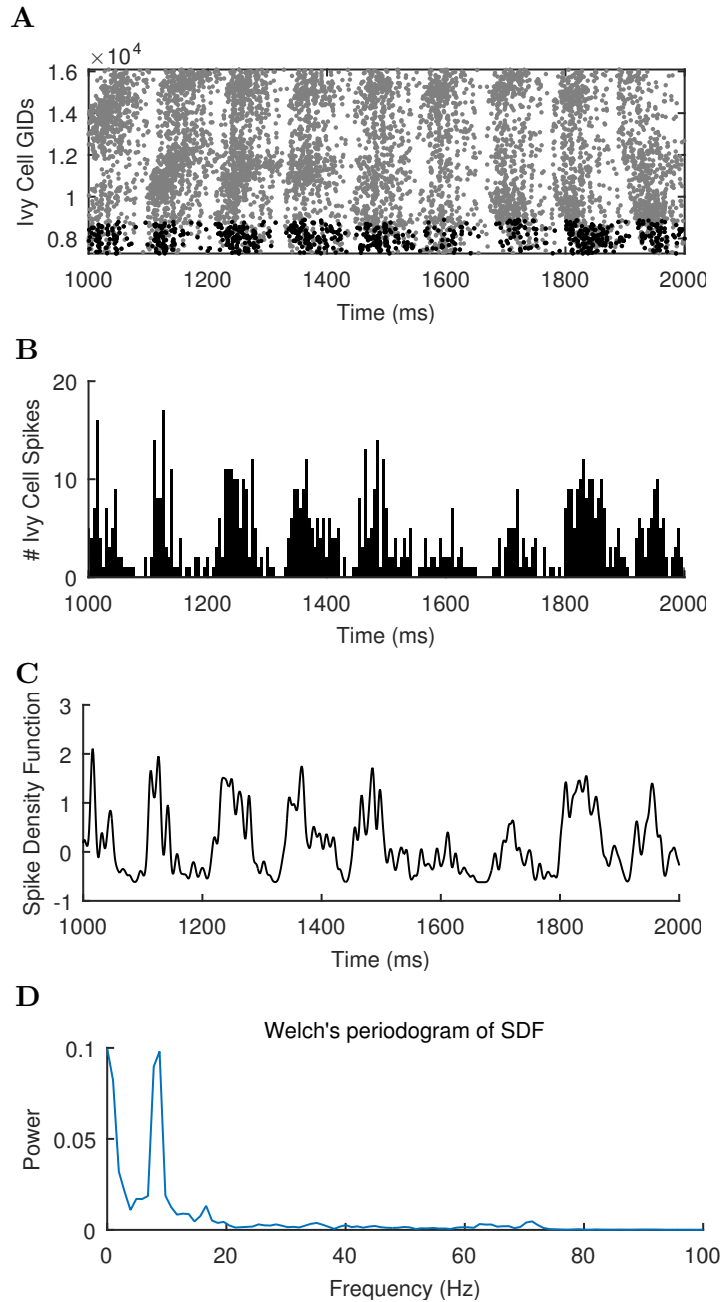 A
×10⁴
1.6
1.4
1.2
1
0.8
Ivy Cell GIDs
1000 1200 1400 1600 1800 2000
Time (ms)
B
20
10
0
# Ivy Cell Spikes
1000 1200 1400 1600 1800 2000
Time (ms)
C
3
2
1
0
-1
Spike Density Function
1000 1200 1400 1600 1800 2000
Time (ms)
D
Welch's periodogram of SDF
0.1
0.05
0
Power
0 20 40 60 80 100
Frequency (Hz)